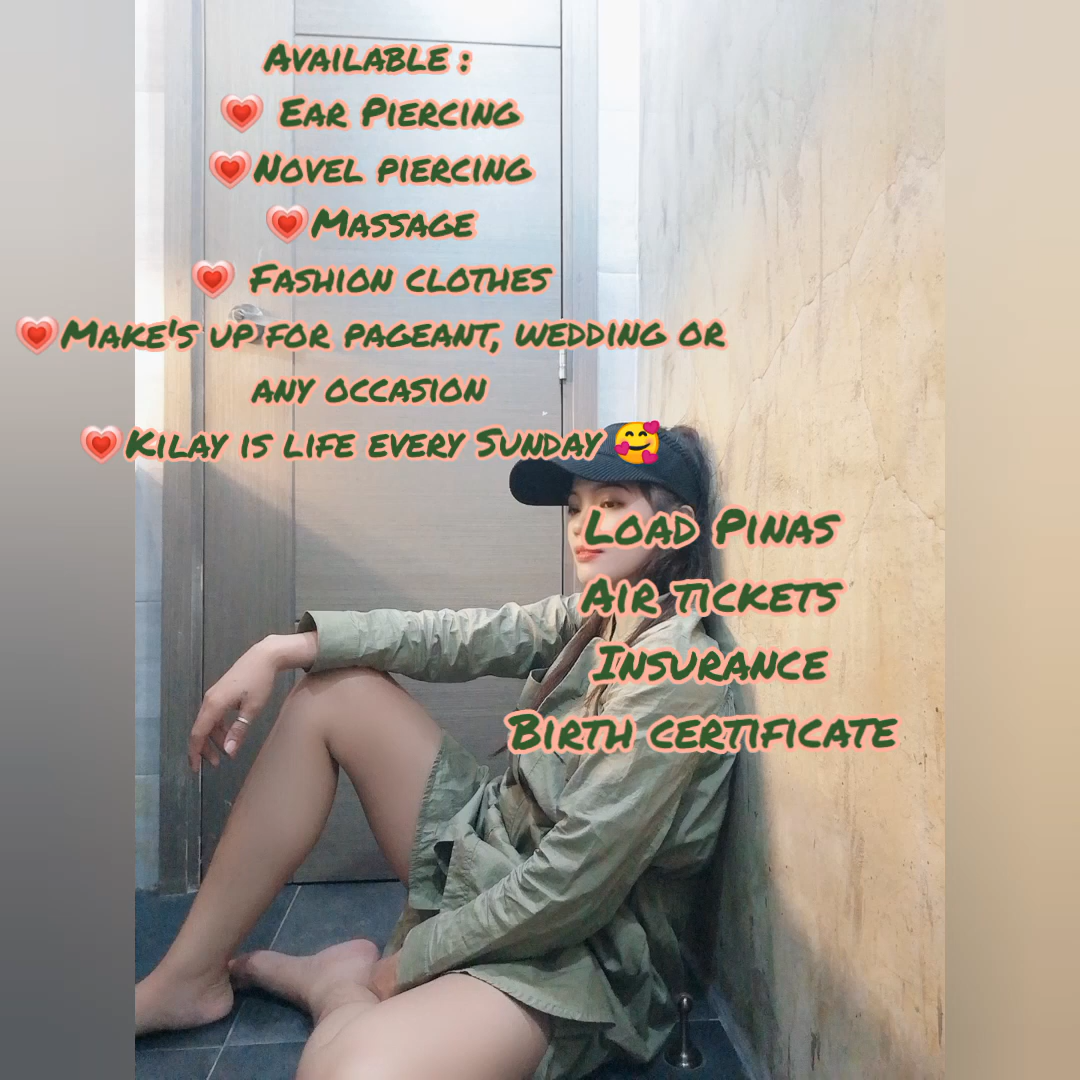 Available :
💗 Ear Piercing
💗Novel piercing
💗Massage
💗 Fashion clothes
💗Make's up for pageant, wedding or
any occasion
💗Kilay is life every Sunday 🥰
Load Pinas
Air tickets
Insurance
Birth certificate